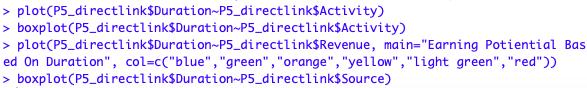 > plot(P5_directlink$Duration~P5_directlink$Activity)
> boxplot(P5_directlink$Duration~P5_directlink$Activity)
> plot(P5_directlink$Duration~P5_directlink$Revenue, main="Earning Potiential Bas
ed On Duration", col=c("blue","green","orange","yellow","light green","red"))
> boxplot(P5_directlink$Duration~P5_directlink$Source)